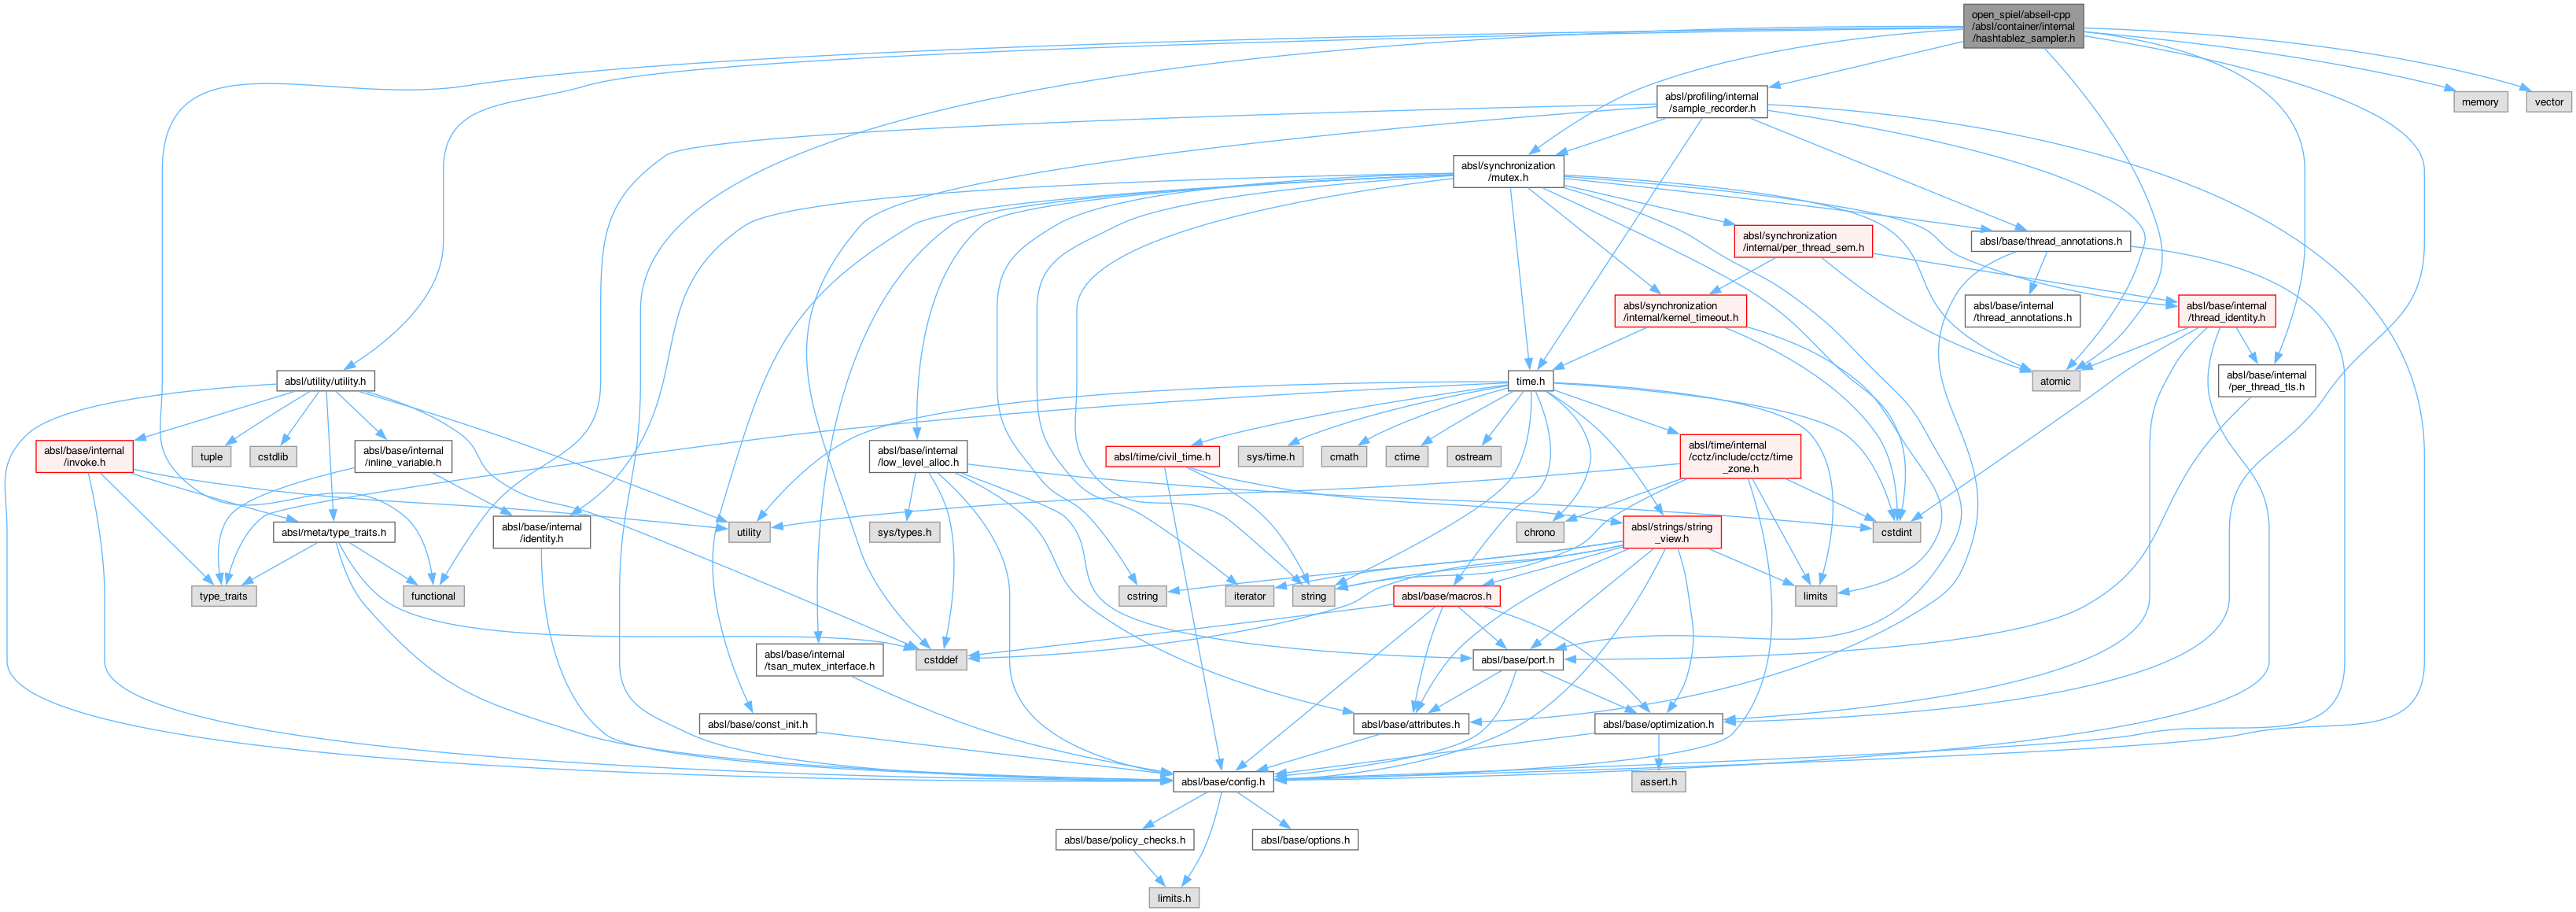 open_spiel/abseil-cpp
/absl/container/internal
/hashtablez_sampler.h
absl/profiling/internal
/sample_recorder.h
memory
vector
absl/synchronization
/mutex.h
absl/synchronization
/internal/per_thread_sem.h
absl/base/thread_annotations.h
absl/synchronization
/internal/kernel_timeout.h
absl/base/internal
/thread_annotations.h
absl/base/internal
/thread_identity.h
absl/utility/utility.h
time.h
atomic
absl/base/internal
/per_thread_tls.h
absl/base/internal
/invoke.h
tuple
cstdlib
absl/base/internal
/inline_variable.h
absl/base/internal
/low_level_alloc.h
absl/time/civil_time.h
sys/time.h
cmath
ctime
ostream
absl/time/internal
/cctz/include/cctz/time
_zone.h
absl/meta/type_traits.h
absl/base/internal
/identity.h
utility
sys/types.h
chrono
absl/strings/string
_view.h
cstdint
type_traits
functional
cstring
iterator
string
absl/base/macros.h
limits
absl/base/internal
/tsan_mutex_interface.h
cstddef
absl/base/port.h
absl/base/const_init.h
absl/base/attributes.h
absl/base/optimization.h
absl/base/config.h
assert.h
absl/base/policy_checks.h
absl/base/options.h
limits.h